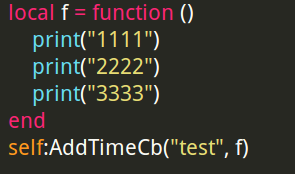 local f = function ()
    print("1111")
    print("2222")
    print("3333")
end
self:AddTimeCb("test", f)